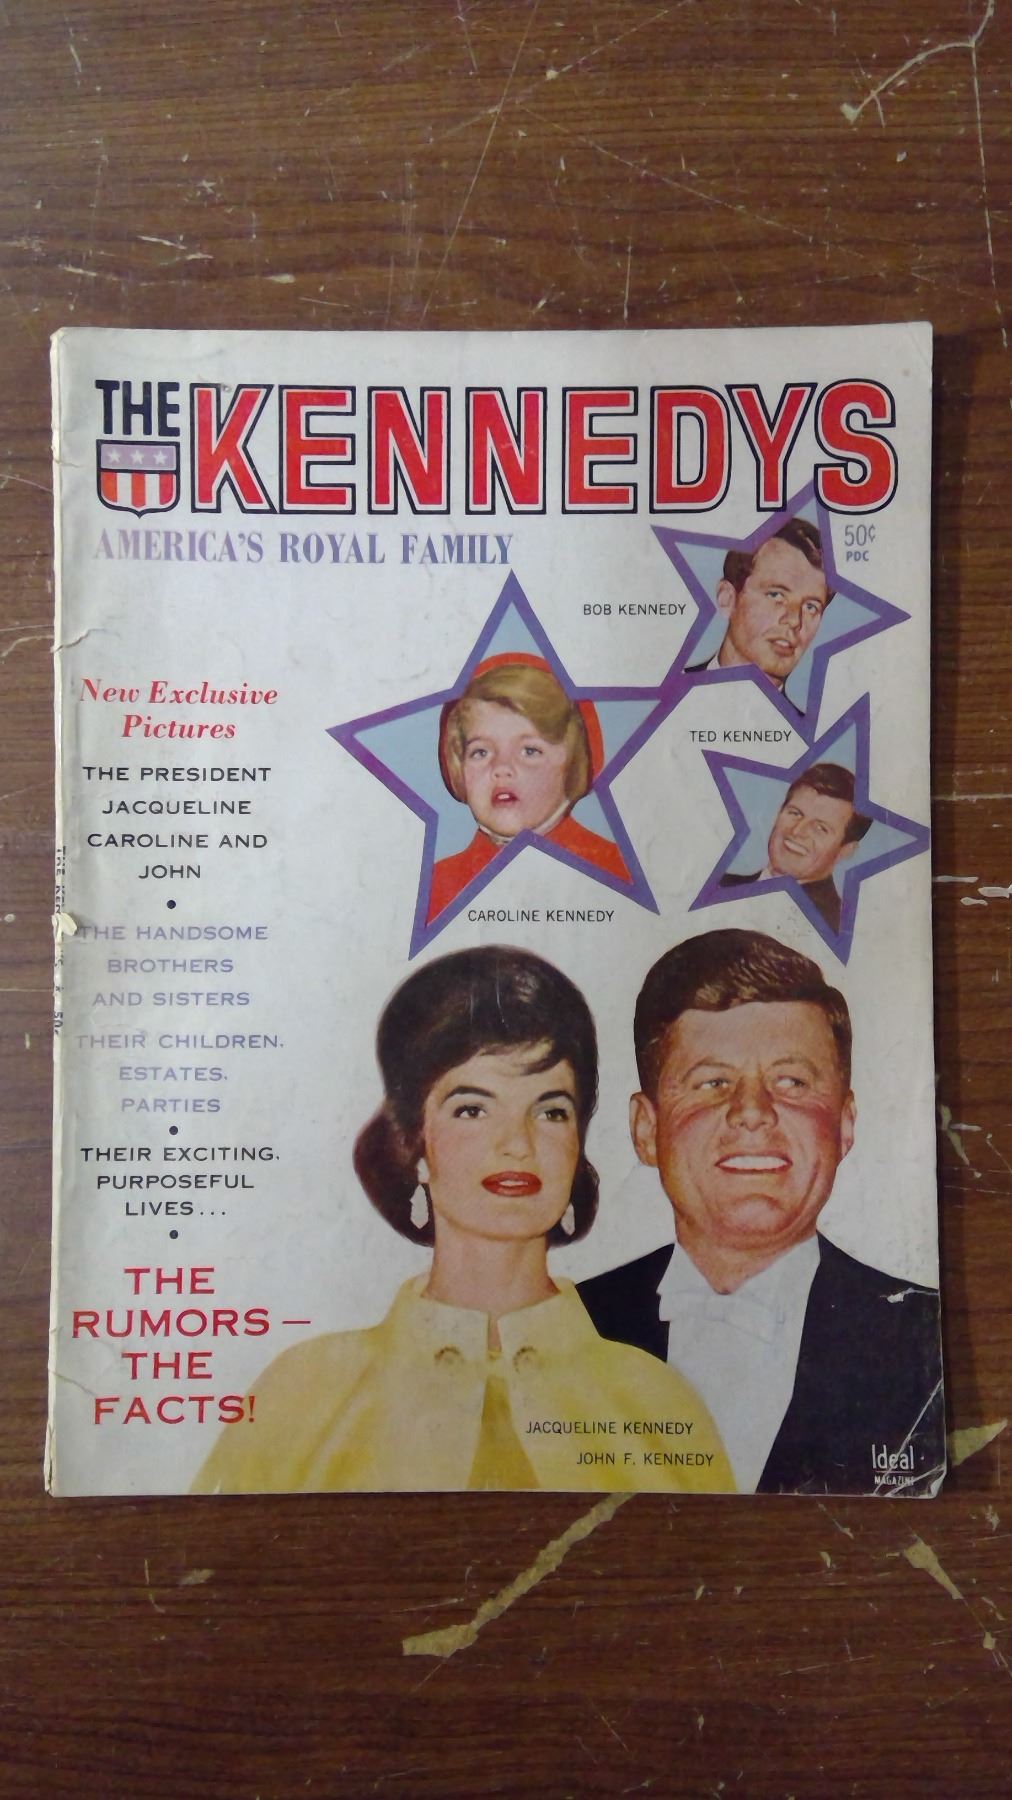 THE
KENNEDYS
AMERICA'S ROYAL FAMILY
50¢
PDC
BOB KENNEDY
New Exclusive
Pictures
TED KENNEDY
THE PRESIDENT
JACQUELINE
CAROLINE AND
JOHN
•
CAROLINE KENNEDY
THE HANDSOME
BROTHERS
AND SISTERS
THEIR CHILDREN.
ESTATES.
PARTIES
•
THEIR EXCITING.
PURPOSEFUL
LIVES...
•
THE
RUMORS —
THE
FACTS!
JACQUELINE KENNEDY
JOHN F. KENNEDY
Ideal
MAGAZINE